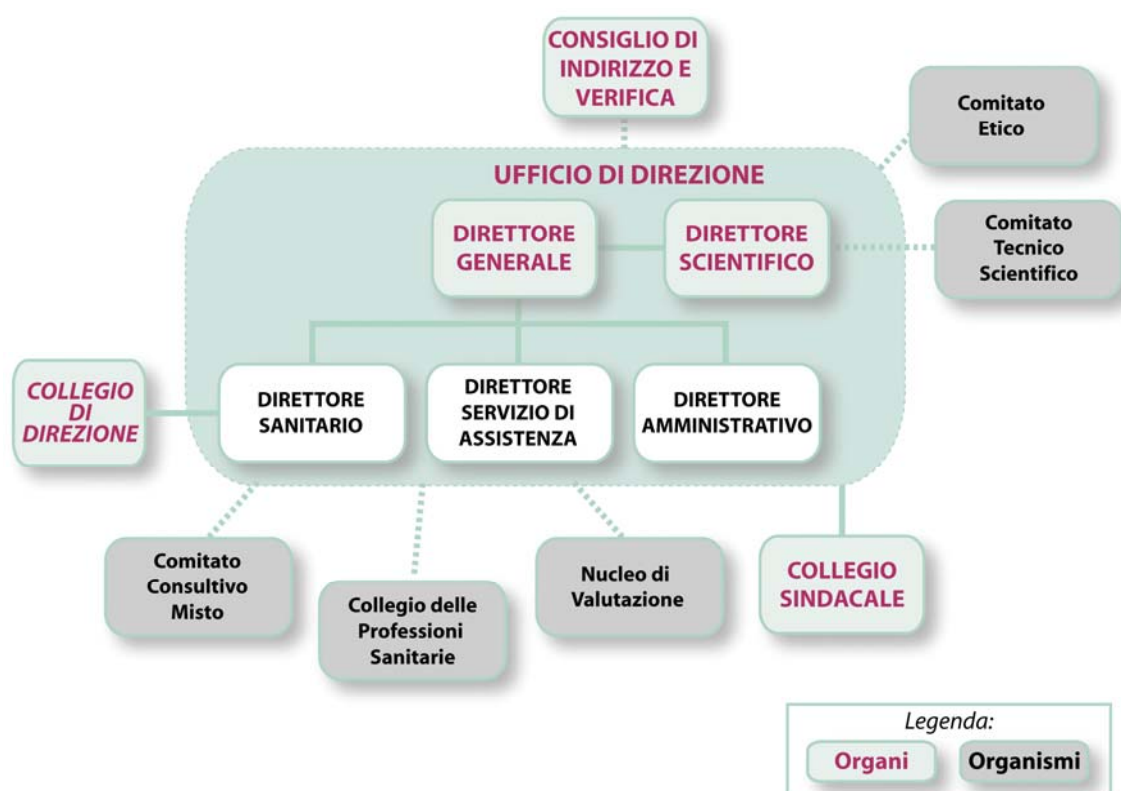 CONSIGLIO DI
INDIRIZZO E
VERIFICA
Comitato
Etico
UFFICIO DI DIREZIONE
DIRETTORE
GENERALE
DIRETTORE
SCIENTIFICO
Comitato
Tecnico
Scientifico
COLLEGIO
DI
DIREZIONE
DIRETTORE
SANITARIO
DIRETTORE
SERVIZIO DI
ASSISTENZA
DIRETTORE
AMMINISTRATIVO
Comitato
Consultivo
Misto
Collegio delle
Professioni
Sanitarie
Nucleo di
Valutazione
COLLEGIO
SINDACALE
Legenda:
Organi
Organismi